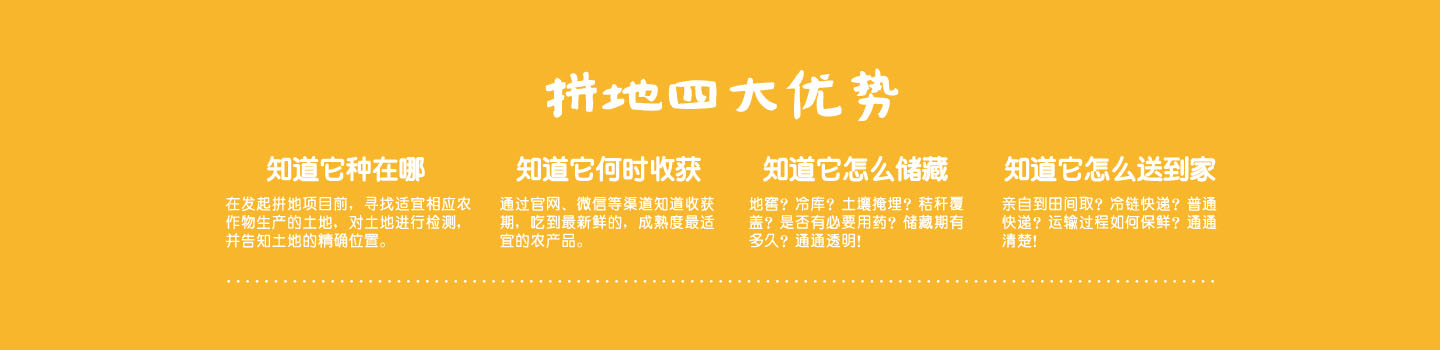 拼地四大优势
知道它种在哪
在发起拼地项目前，寻找适宜相应农
作物生产的土地，对土地进行检测，
并告知土地的精确位置。
知道它何时收获
通过官网、微信等渠道知道收获
期，吃到最新鲜的，成熟度最适
宜的农产品。
知道它怎么储藏
地窖？冷库？土壤掩埋？秸秆覆
盖？是否有必要用药？储藏期有
多久？通通透明！
知道它怎么送到家
亲自到田间取？冷链快递？普通
快递？运输过程如何保鲜？通通
清楚！